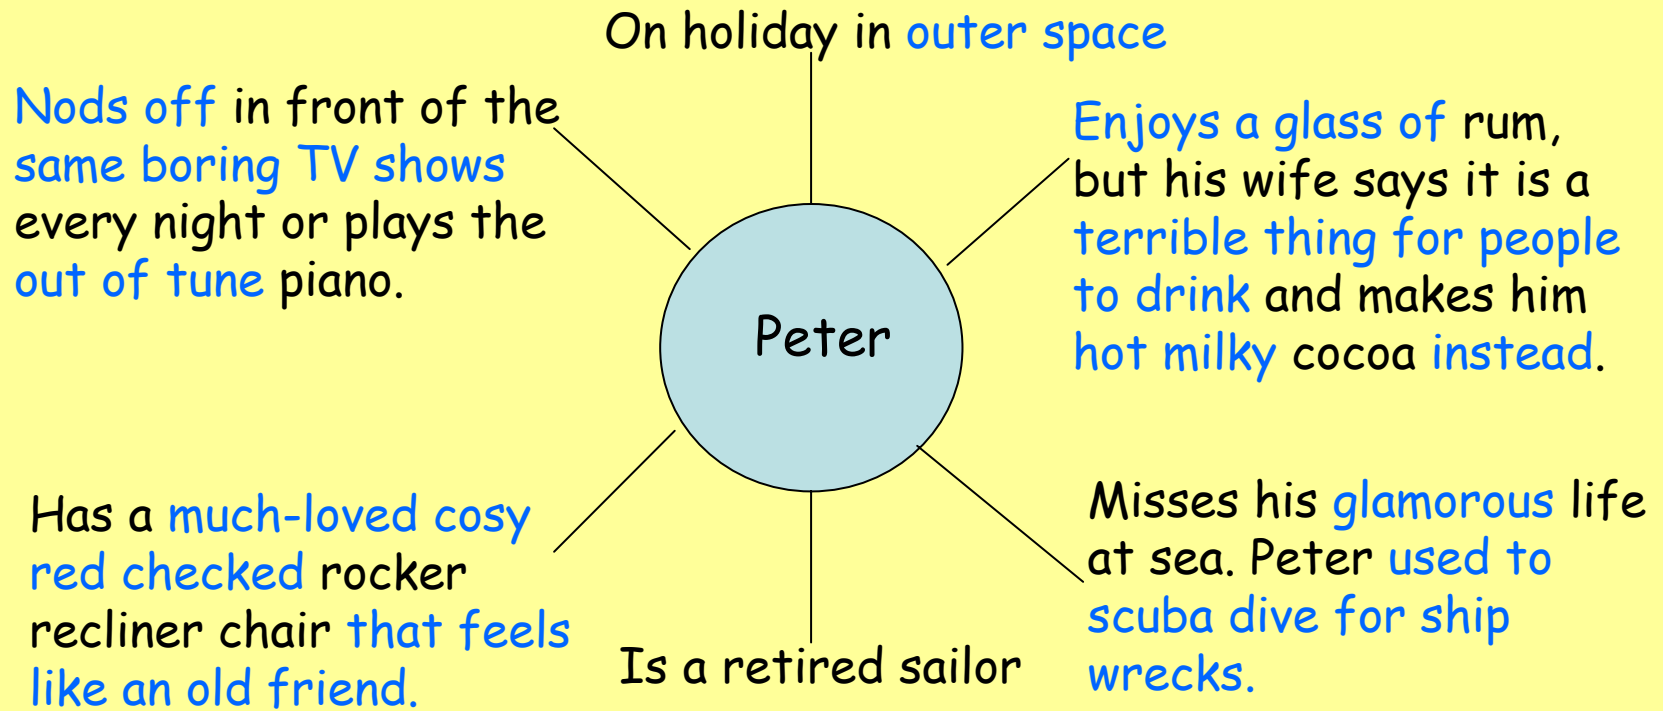 On holiday in outer space
Nods off in front of the
same boring TV shows
every night or plays the
out of tune piano.
Enjoys a glass of rum,
but his wife says it is a
terrible thing for people
to drink and makes him
hot milky cocoa instead.
Peter
Has a much-loved cosy
red checked rocker
recliner chair that feels
like an old friend.
Is a retired sailor
Misses his glamorous life
at sea. Peter used to
scuba dive for ship
wrecks.